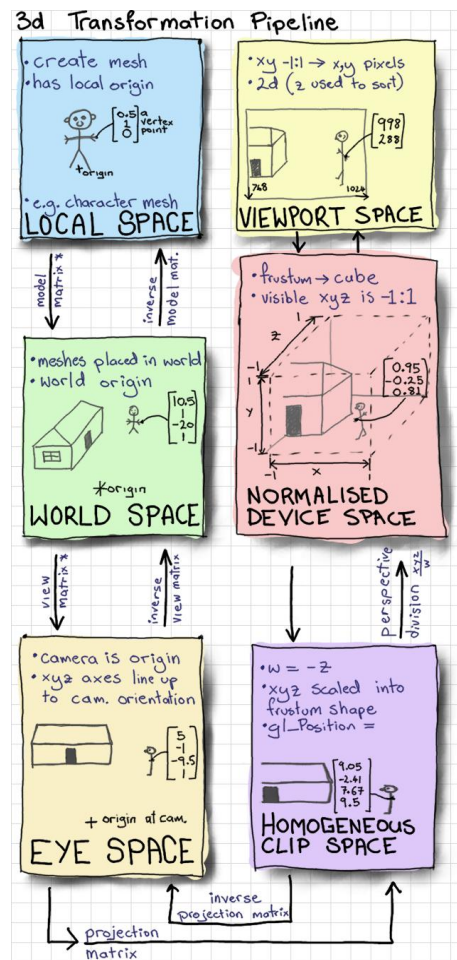 3d Transformation Pipeline
• create mesh
• has local origin
[0.5
1
0]
a
vertex
point
+origin
• e.g. character mesh
LOCAL SPACE
model
matrix *
inverse
model mat.
• meshes placed in world
• world origin
[10.5
1
-20
1]
*origin
WORLD SPACE
view
matrix *
inverse
view matrix
• camera is origin
• xyz axes line up
to cam. orientation
[5
-1
-9.5
1]
+ origin at cam.
EYE SPACE
projection
matrix
inverse
projection matrix
• w = -z
• xyz scaled into
frustum shape
• gl_Position =
[9.05
-2.41
7.67
9.5]
HOMOGENEOUS
CLIP SPACE
perspective
division xyz/w
• frustum → cube
• visible xyz is -1:1
1
z
-1
1
y
-1
-1
x
1
[0.95
-0.25
0.81]
NORMALISED
DEVICE SPACE
• xy -1:1 → x,y pixels
• 2d (z used to sort)
[998
288]
768
1024
VIEWPORT SPACE